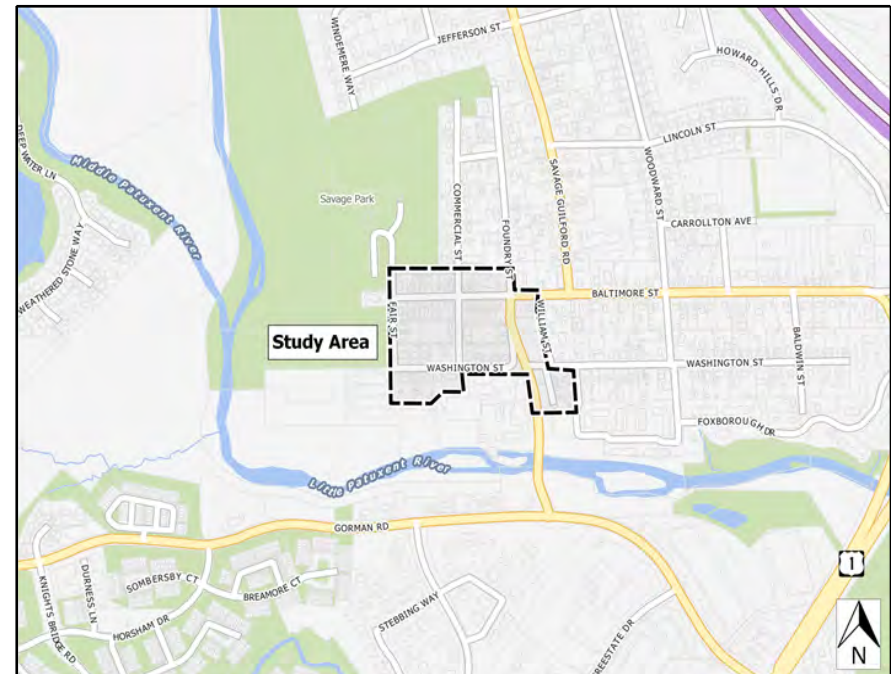 JEFFERSON ST
WINDEMERE WAY
HOWARD HILLS DR
LINCOLN ST
DEEP WATER LN
Middle Patuxent River
SAVAGE GUILFORD RD
WOODWARD ST
COMMERCIAL ST
FOUNDRY ST
Savage Park
CARROLLTON AVE
WEATHERED STONE WAY
BALTIMORE ST
FAIR ST
WILLIAM ST
Study Area
BALDWIN ST
WASHINGTON ST
WASHINGTON ST
FOXBOROUGH DR
Little Patuxent River
GORMAN RD
1
SOMBERSBY CT
BREAMORE CT
DURNESS LN
KNIGHTS BRIDGE RD
HORSHAM DR
STEBBING WAY
REESTATE DR
N